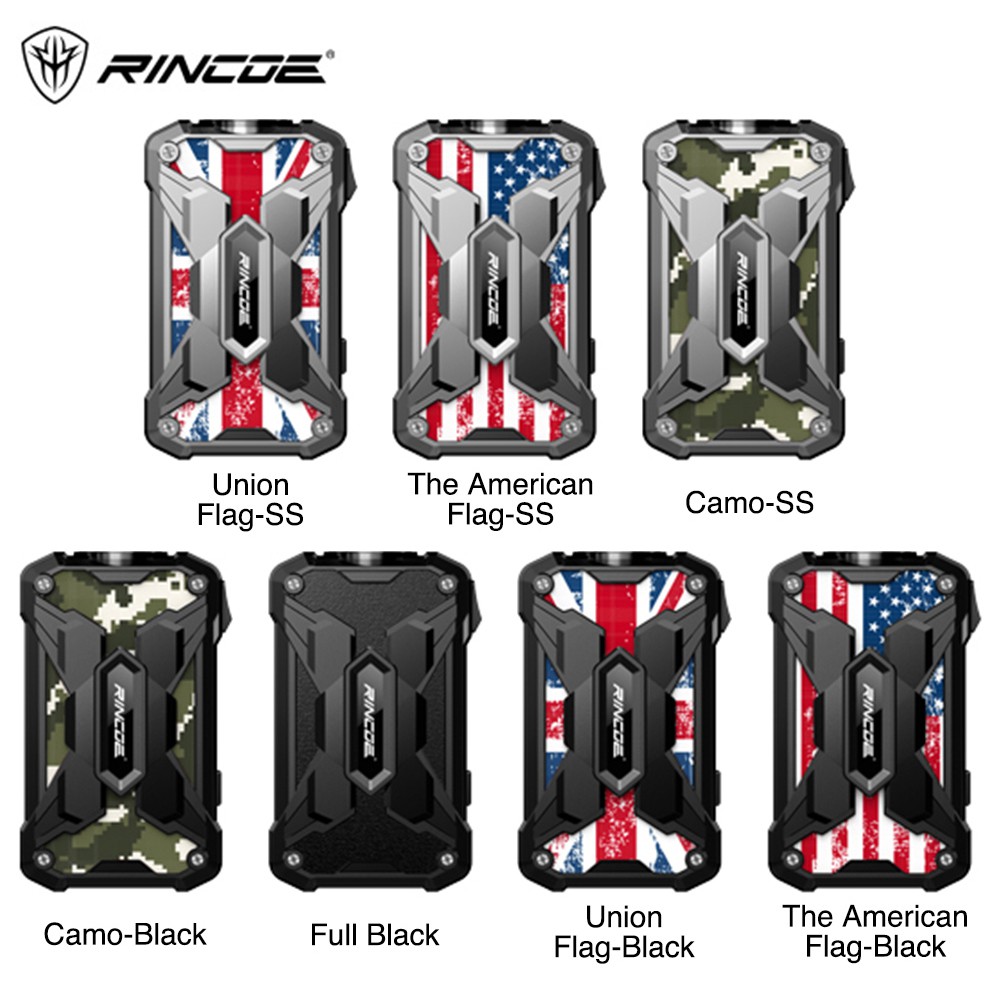 RINCOE®
RINCOE
RINCOE
RINCOE
Union
Flag-SS
The American
Flag-SS
Camo-SS
RINCOE
RINCOE
RINCOE
RINCOE
Camo-Black
Full Black
Union
Flag-Black
The American
Flag-Black